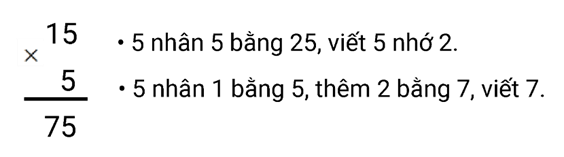 15
× • 5 nhân 5 bằng 25, viết 5 nhớ 2.
5 • 5 nhân 1 bằng 5, thêm 2 bằng 7, viết 7.
75